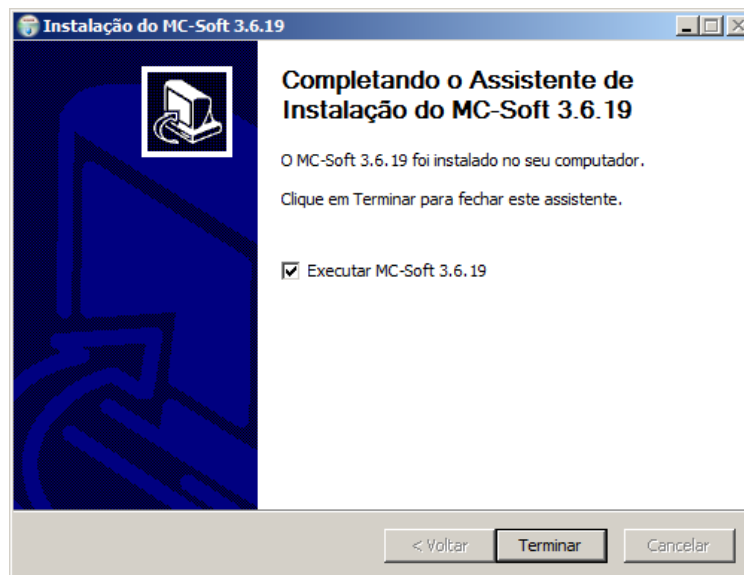 Instalação do MC-Soft 3.6.19
Completando o Assistente de
Instalação do MC-Soft 3.6.19
O MC-Soft 3.6.19 foi instalado no seu computador.
Clique em Terminar para fechar este assistente.
Executar MC-Soft 3.6.19
< Voltar
Terminar
Cancelar